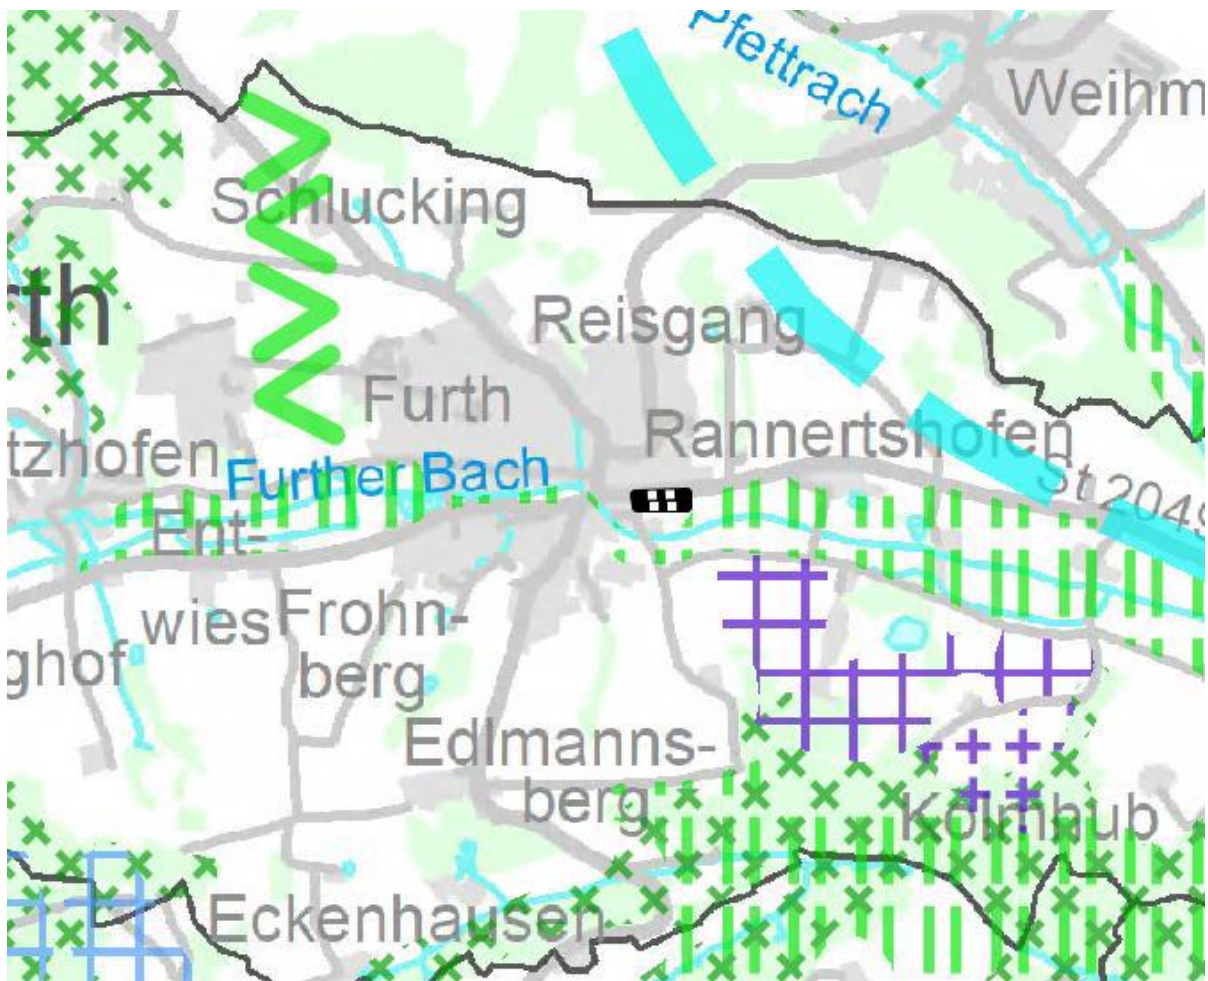 Pfettrach
Weihm
Schlucking
rth
Reisgang
Furth
Rannertshofen
tzhofen
Further Bach
St 2049
Ent-
wies
Frohn-
berg
ghof
Edlmanns-
berg
Kolmhub
Eckenhausen